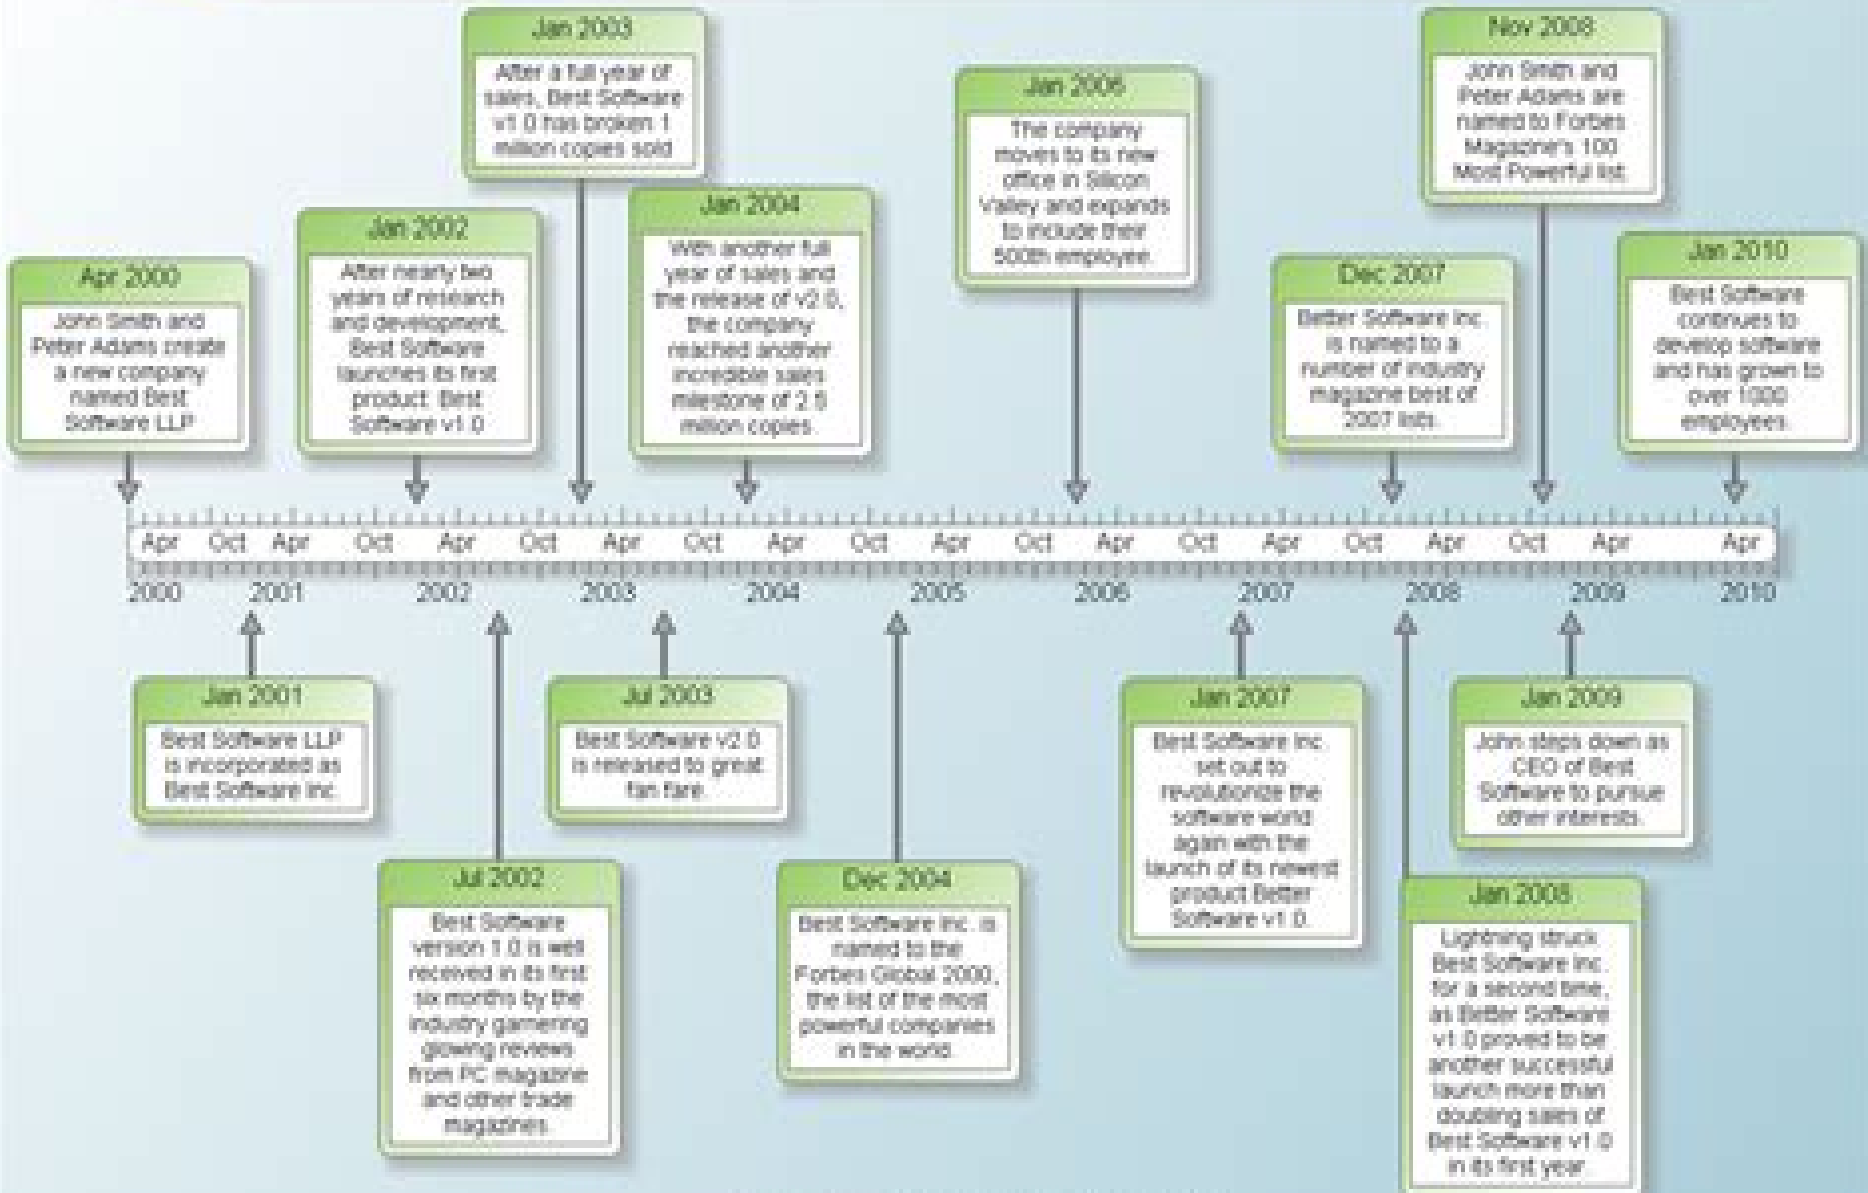 Jan 2003
After a full year of
sales, Best Software
v1.0 has broken 1
million copies sold
Nov 2008
John Smith and
Peter Adams are
named to Forbes
Magazine's 100
Most Powerful list.
Jan 2006
The company
moves to its new
office in Silicon
Valley and expands
to include their
500th employee.
Jan 2004
With another full
year of sales and
the release of v2.0,
the company
reached another
incredible sales
milestone of
million copies.
Jan 2002
After nearly two
years of research
and development,
Best Software
launches its first
product Best
Software v1.0
Apr 2000
John Smith and
Peter Adams create
a new company
named Best
Software LLP
Dec 2007
Better Software Inc.
is named to a
number of industry
magazine best of
2007 lists.
Jan 2010
Best Software
continues to
develop software
and has grown to
over 1000
employees.
Apr Oct Apr Oct Apr Oct Apr Oct Apr Oct Apr Oct Apr Oct Apr Oct Apr Oct Apr Apr
2000 2001 2002 2003 2004 2005 2006 2007 2008 2009 2010
Jan 2001
Best Software LLP
is incorporated as
Best Software Inc.
Jul 2003
Best Software v2.0
is released to great
fan fare.
Jan 2007
Best Software Inc.
set out to
revolutionize the
software world
again with the
launch of its newest
product Better
Software v1.0.
Jan 2009
John steps down as
CEO of Best
Software to pursue
other interests.
Jul 2002
Best Software
version 1.0 is well
received in its first
six months by the
industry garnering
glowing reviews
from PC magazine
and other trade
magazines.
Dec 2004
Best Software Inc. is
named to the
Forbes Global 2000,
the list of the most
powerful companies
in the world.
Jan 2008
Lightning struck
Best Software Inc.
for a second time,
as Better Software
v1.0 proved to be
another successful
launch more than
doubling sales of
Best Software v1.0
in its first year.